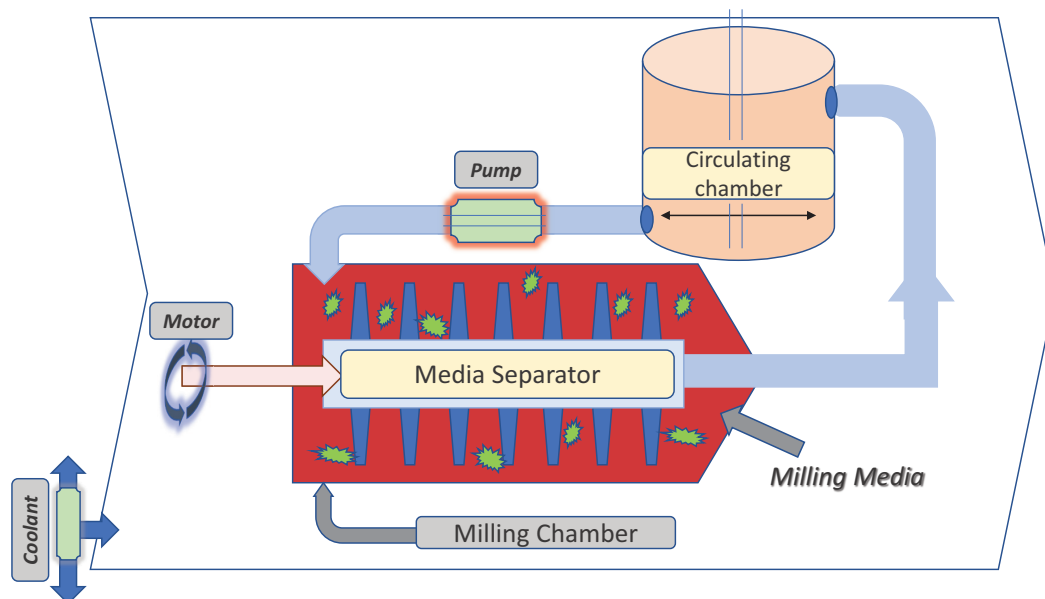 Circulating
chamber
Pump
Motor
Media Separator
Milling Media
Coolant
Milling Chamber